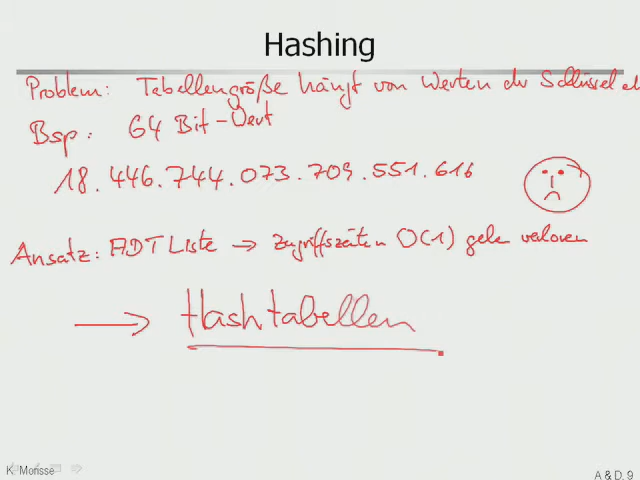 Hashing
Problem: Tabellengröße hängt von Werten der Schlüssel ab
Bsp: 64 Bit-Wert
18.446.744.073.709.551.616
Ansatz: ADT Liste → Zugriffszeiten O(1) gehen verloren
→ Hashtabellen
K. Morisse
A & D, 9